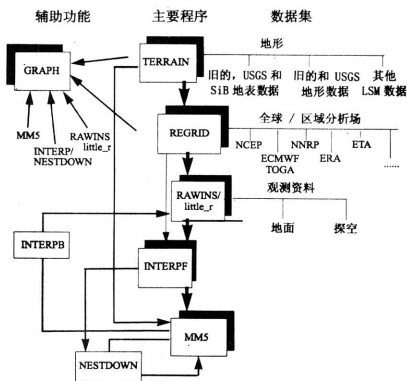 辅助功能 主要程序 数据集
地形
TERRAIN
GRAPH
旧的，USGS 和 SiB 地表数据
旧的和 USGS 地形数据
其他 LSM 数据
MM5
INTERP/ NESTDOWN
RAWINS little_r
REGRID
全球 / 区域分析场
NCEP
ECMWF TOGA
NNRP
ERA
ETA
......
RAWINS/ little_r
观测资料
地面
探空
INTERPB
INTERPF
MM5
NESTDOWN